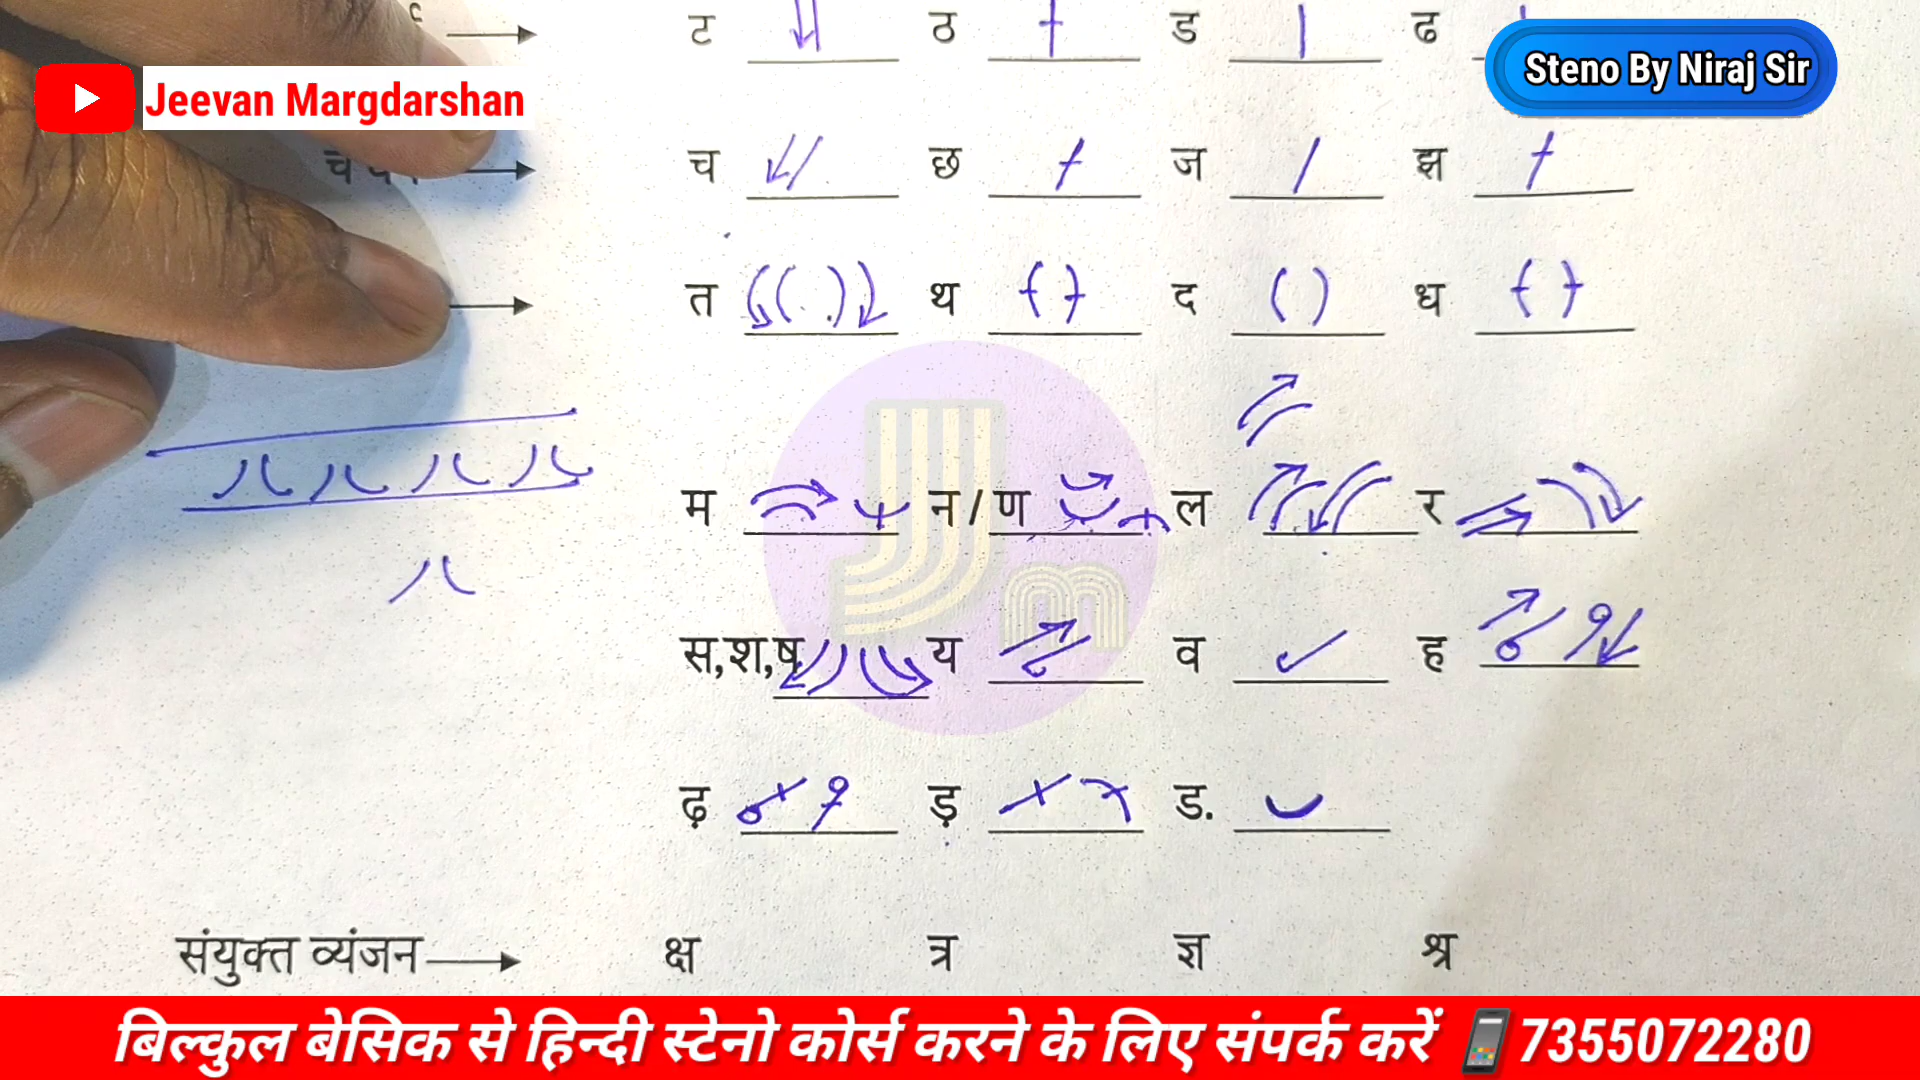 ट ठ ड ढ
Steno By Niraj Sir
Jeevan Margdarshan
च छ ज झ
त थ द ध
म न / ण ल र
स,श,ष य व ह
ढ़ ड़ ड.
संयुक्त व्यंजन क्ष त्र ज्ञ श्र
बिल्कुल बेसिक से हिन्दी स्टेनो कोर्स करने के लिए संपर्क करें 7355072280